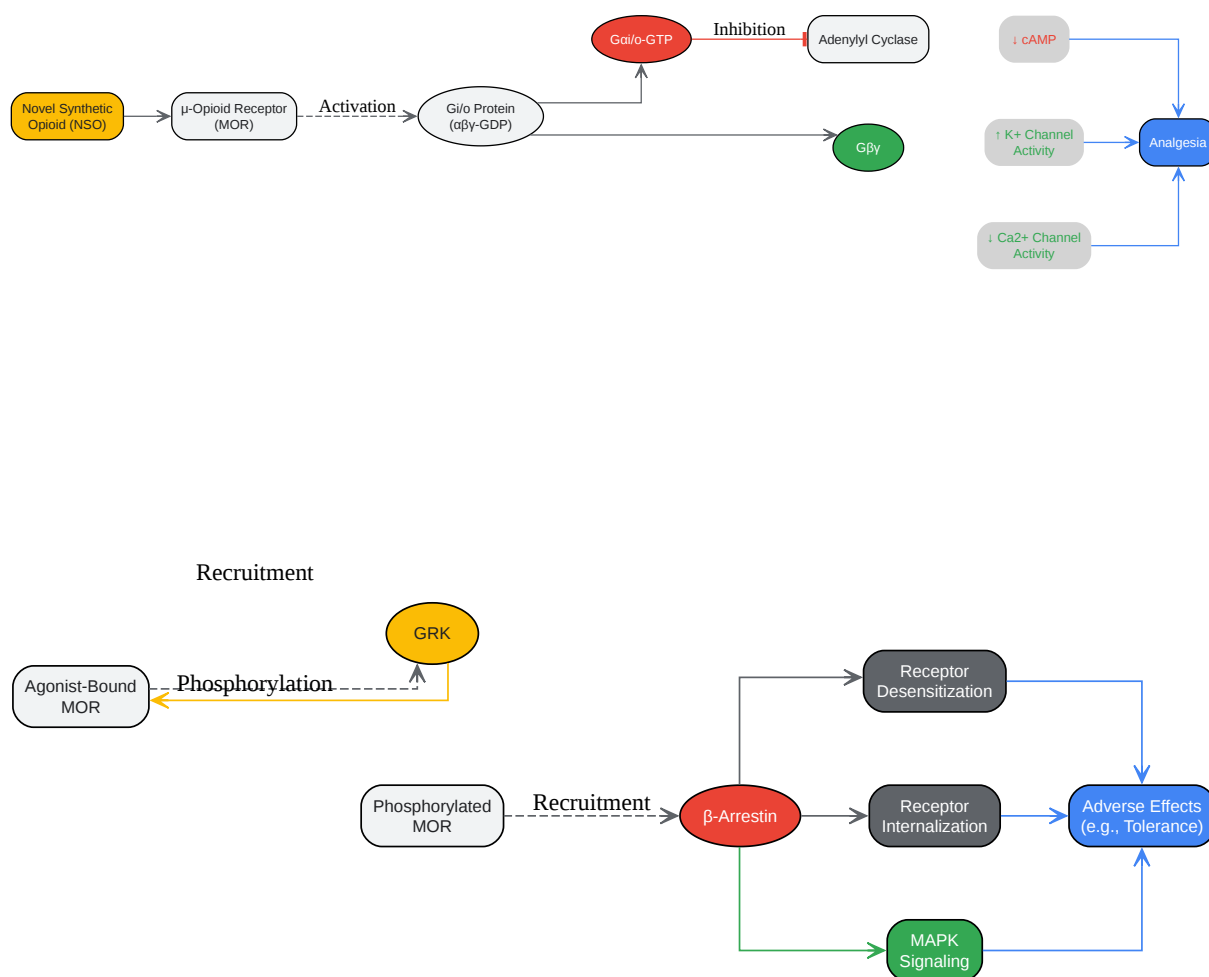 Gαi/o-GTP
Inhibition
Adenylyl Cyclase
↓ cAMP
Novel Synthetic
Opioid (NSO)
μ-Opioid Receptor
(MOR)
Activation
Gi/o Protein
(αβγ-GDP)
Gβγ
↑ K+ Channel
Activity
Analgesia
↓ Ca2+ Channel
Activity
Recruitment
GRK
Agonist-Bound
MOR
Phosphorylation
Receptor
Desensitization
Phosphorylated
MOR
Recruitment
β-Arrestin
Receptor
Internalization
Adverse Effects
(e.g., Tolerance)
MAPK
Signaling